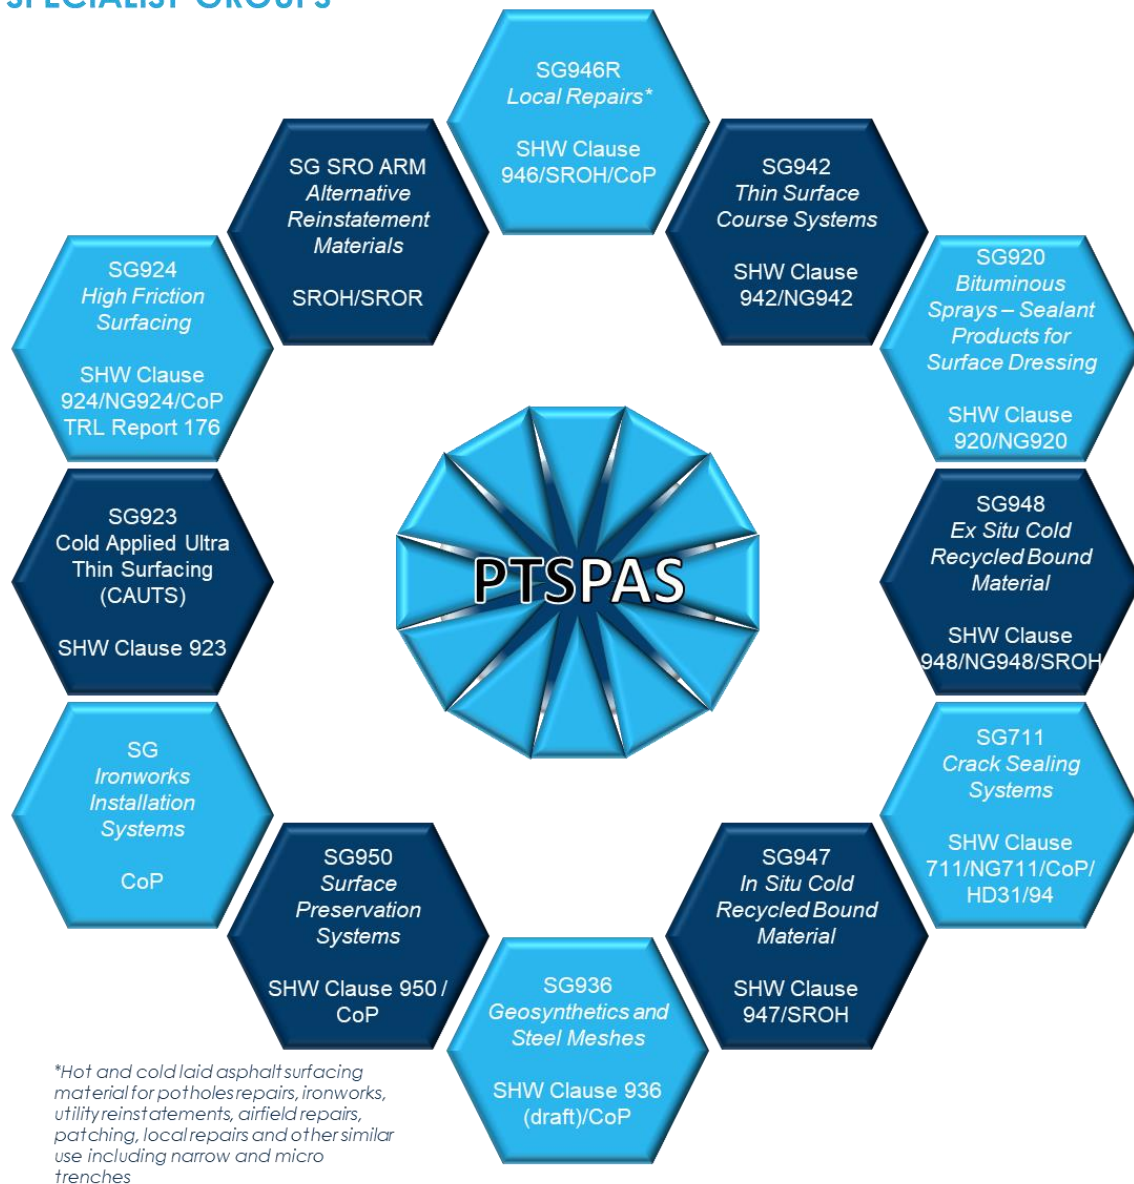 SPECIALIST GROUPS
SG946R
Local Repairs*
SHW Clause
946/SROH/CoP
SG942
Thin Surface
Course Systems
SHW Clause
942/NG942
SG920
Bituminous
Sprays – Sealant
Products for
Surface Dressing
SHW Clause
920/NG920
SG948
Ex Situ Cold
Recycled Bound
Material
SHW Clause
948/NG948/SROH
SG711
Crack Sealing
Systems
SHW Clause
711/NG711/CoP/
HD31/94
SG947
In Situ Cold
Recycled Bound
Material
SHW Clause
947/SROH
SG936
Geosynthetics and
Steel Meshes
SHW Clause 936
(draft)/CoP
SG950
Surface
Preservation
Systems
SHW Clause 950 /
CoP
SG
Ironworks
Installation
Systems
CoP
SG923
Cold Applied Ultra
Thin Surfacing
(CAUTS)
SHW Clause 923
SG924
High Friction
Surfacing
SHW Clause
924/NG924/CoP
TRL Report 176
SG SRO ARM
Alternative
Reinstatement
Materials
SROH/SROR
PTSPAS
*Hot and cold laid asphalt surfacing
material for potholes repairs, ironworks,
utility reinstatements, airfield repairs,
patching, local repairs and other similar
use including narrow and micro
trenches